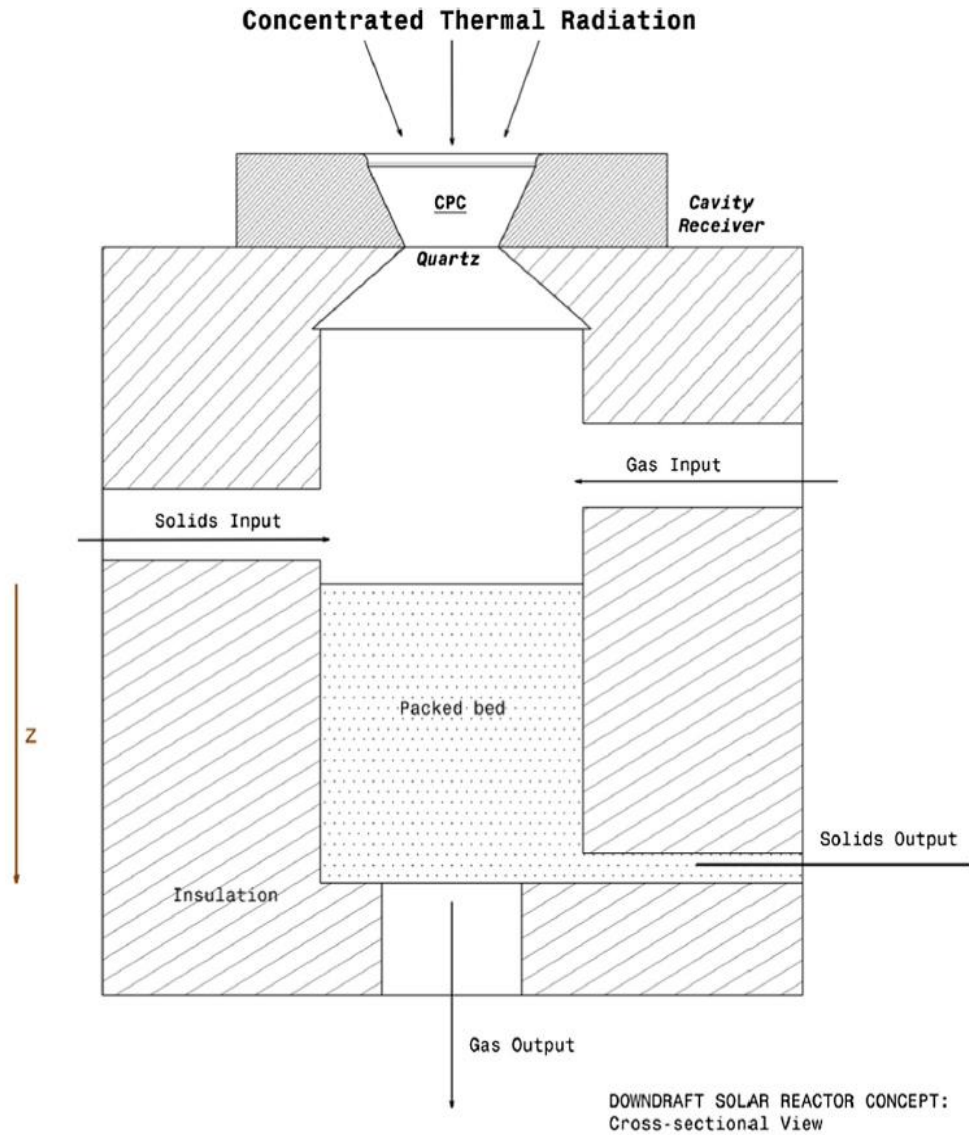 Concentrated Thermal Radiation
CPC
Cavity
Receiver
Quartz
Gas Input
Solids Input
Packed bed
Z
Solids Output
Insulation
Gas Output
DOWNDRAFT SOLAR REACTOR CONCEPT:
Cross-sectional View